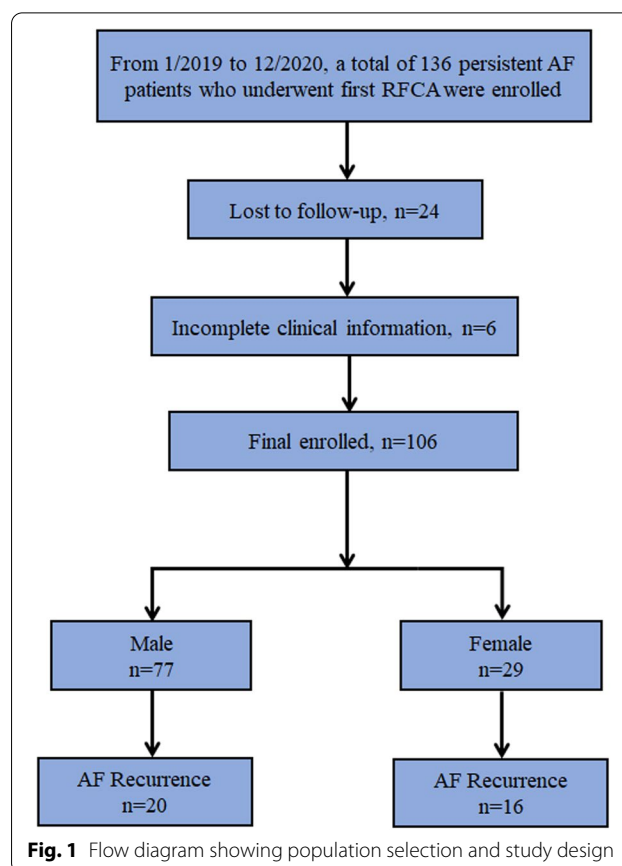 From 1/2019 to 12/2020, a total of 136 persistent AF
patients who underwent first RFCA were enrolled
Lost to follow-up, n=24
Incomplete clinical information, n=6
Final enrolled, n=106
Male
n=77
Female
n=29
AF Recurrence
n=20
AF Recurrence
n=16
Fig. 1 Flow diagram showing population selection and study design